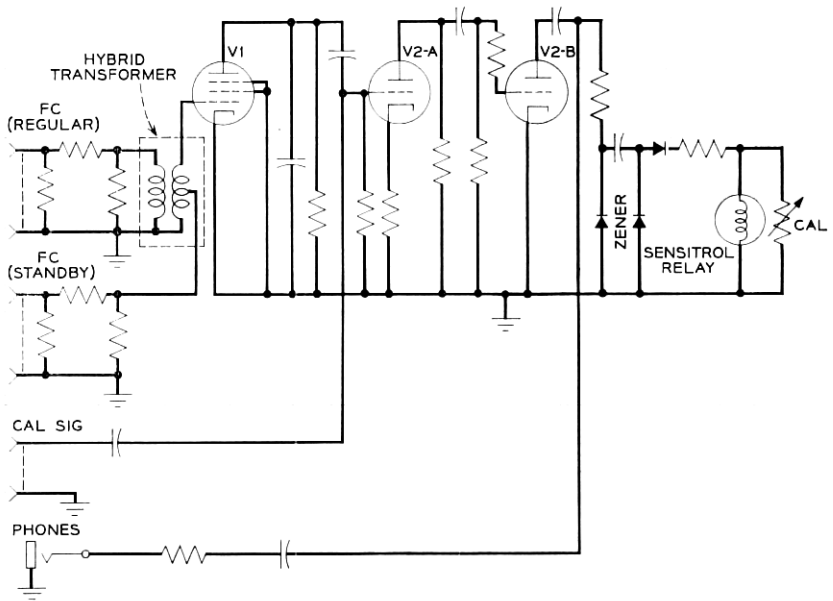 HYBRID
TRANSFORMER
V1
V2-A
V2-B
FC
(REGULAR)
FC
(STANDBY)
ZENER
SENSITROL
RELAY
CAL
CAL SIG
PHONES